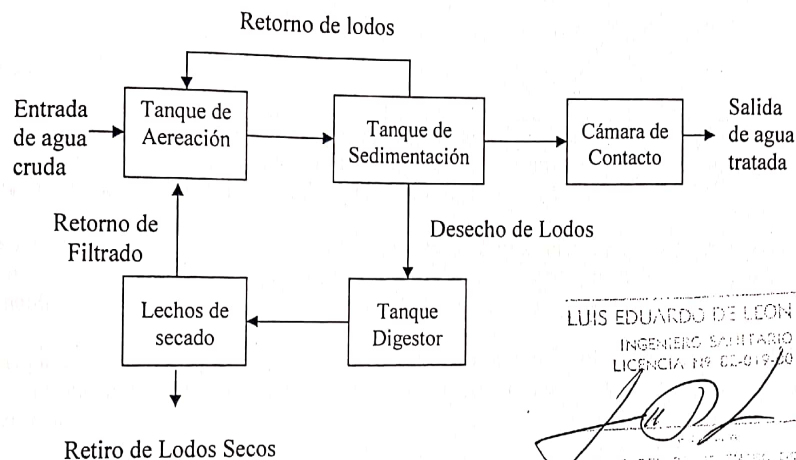 Retorno de lodos
Entrada
de agua
cruda
Tanque de
Aereación
Tanque de
Sedimentación
Cámara de
Contacto
Salida
de agua
tratada
Retorno de
Filtrado
Desecho de Lodos
Lechos de
secado
Tanque
Digestor
Retiro de Lodos Secos
LUIS EDUARDO DE LEON
INGENIERO SANITARIO
LICENCIA Nº